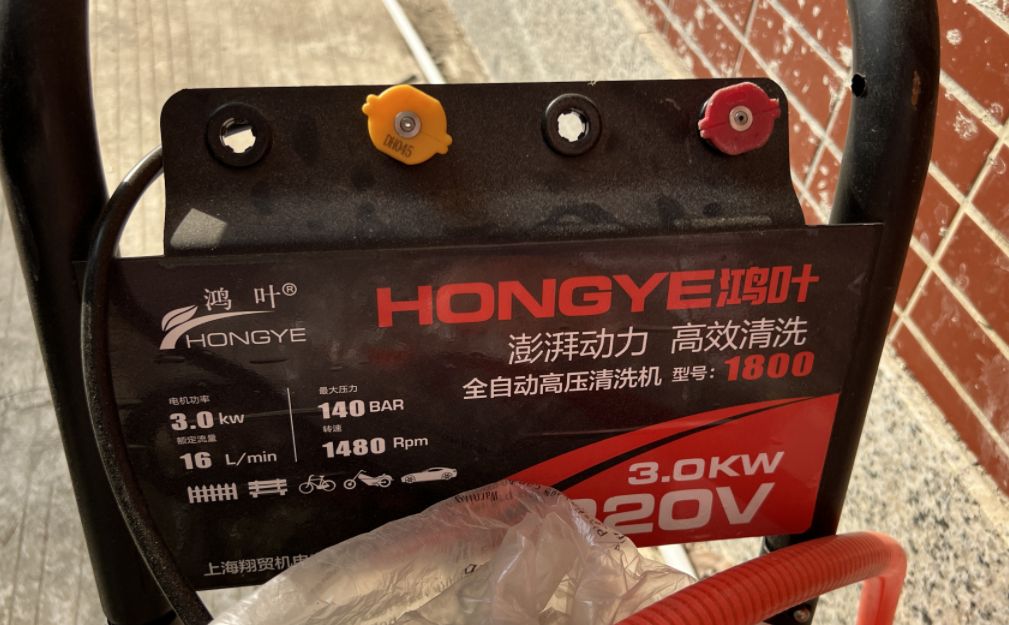 DH045
鸿叶®
HONGYE
HONGYE鸿叶
澎湃动力 高效清洗
全自动高压清洗机 型号:1800
电机功率
3.0 kw
额定流量
16 L/min
最大压力
140 BAR
转速
1480 Rpm
3.0KW
220V
上海翔贸机电
Warning